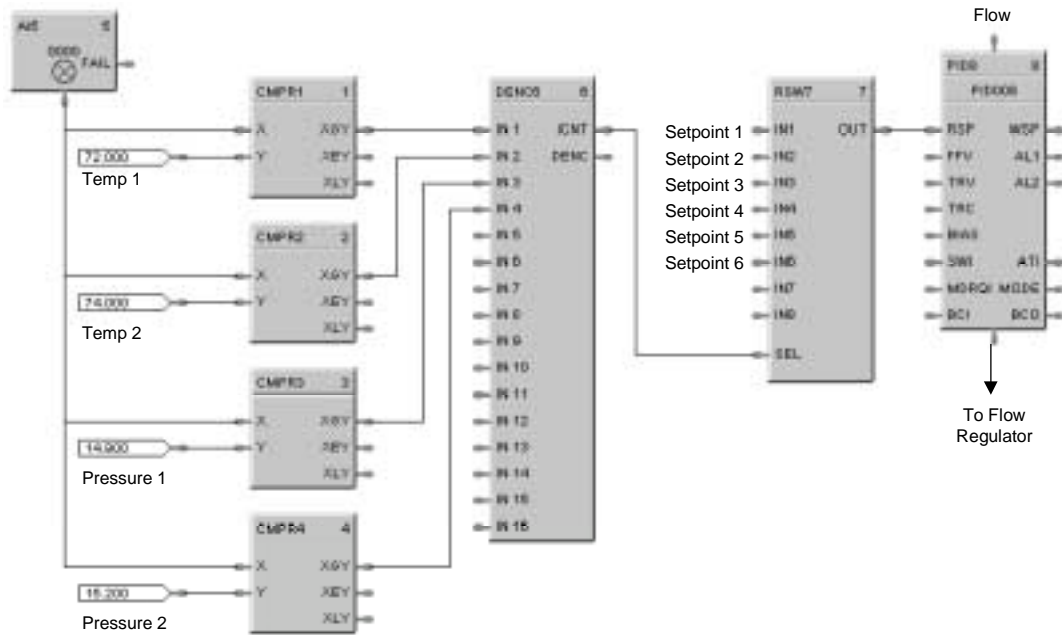 AI5 5
0000
FAIL
72.000
Temp 1
74.000
Temp 2
14.900
Pressure 1
15.200
Pressure 2
CMPR1 1
X XGY
Y XEY
XLY
CMPR2 2
X XGY
Y XEY
XLY
CMPR3 3
X XGY
Y XEY
XLY
CMPR4 4
X XGY
Y XEY
XLY
6
IN 1
DENC
IN 2
IN 3
IN 4
IN 5
IN 6
IN 7
IN 8
IN 9
IN 10
IN 11
IN 12
IN 13
IN 14
IN 15
IN 16
Setpoint 1
Setpoint 2
Setpoint 3
Setpoint 4
Setpoint 5
Setpoint 6
RSW7 7
IN1 OUT
IN2
IN3
IN4
IN5
IN6
IN7
IN8
SEL
Flow
PID8 8
RSP WSP
FFV AL1
TRV AL2
TRC
BIAS
SWI ATI
MDRQI MODE
BCI BCO
To Flow
Regulator